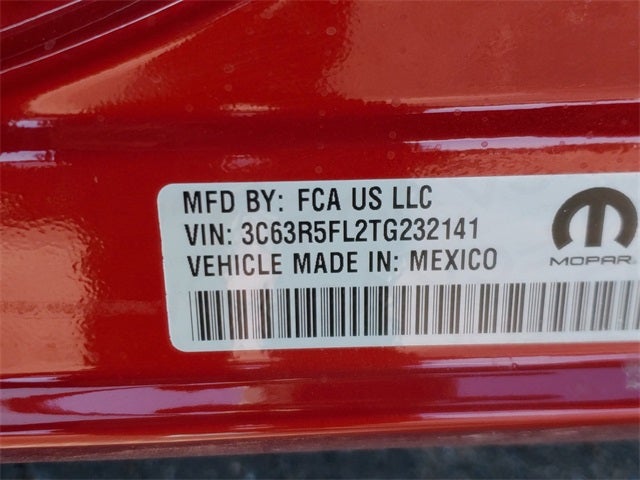 MFD BY: FCA US LLC
VIN: 3C63R5FL2TG232141
VEHICLE MADE IN: MEXICO
MOPAR